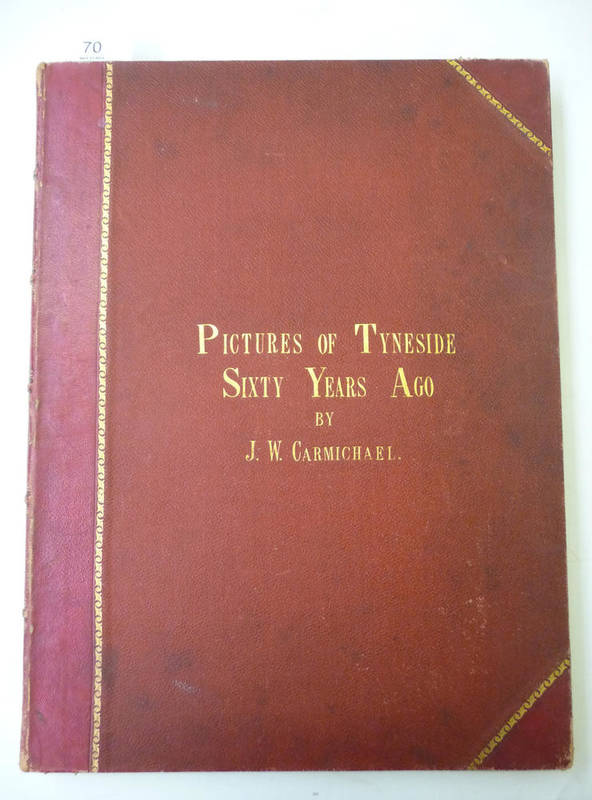 70
PICTURES OF TYNESIDE
SIXTY YEARS AGO
BY
J. W. CARMICHAEL.